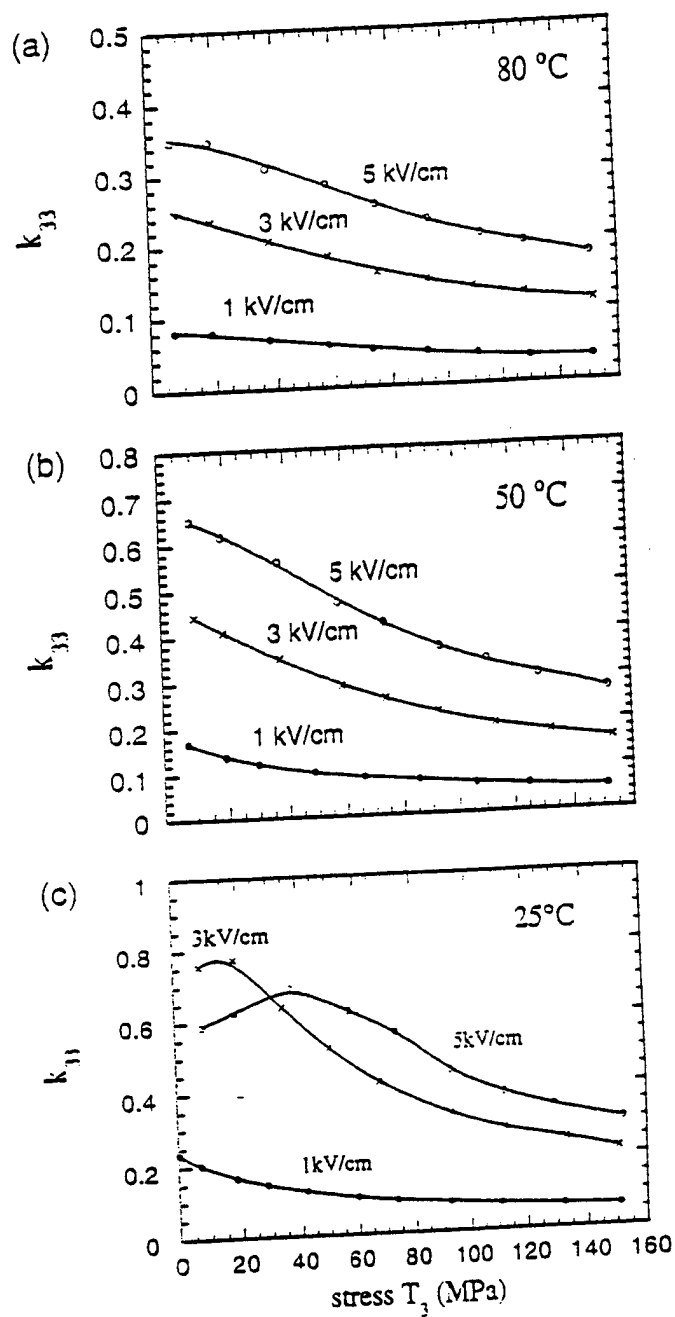 (a)
0.5
0.4
0.3
0.2
0.1
0
k33
80 °C
5 kV/cm
3 kV/cm
1 kV/cm
(b)
0.8
0.7
0.6
0.5
0.4
0.3
0.2
0.1
0
k33
50 °C
5 kV/cm
3 kV/cm
1 kV/cm
(c)
1
0.8
0.6
0.4
0.2
0
k33
25°C
3kV/cm
5kV/cm
1kV/cm
0 20 40 60 80 100 120 140 160
stress T3 (MPa)